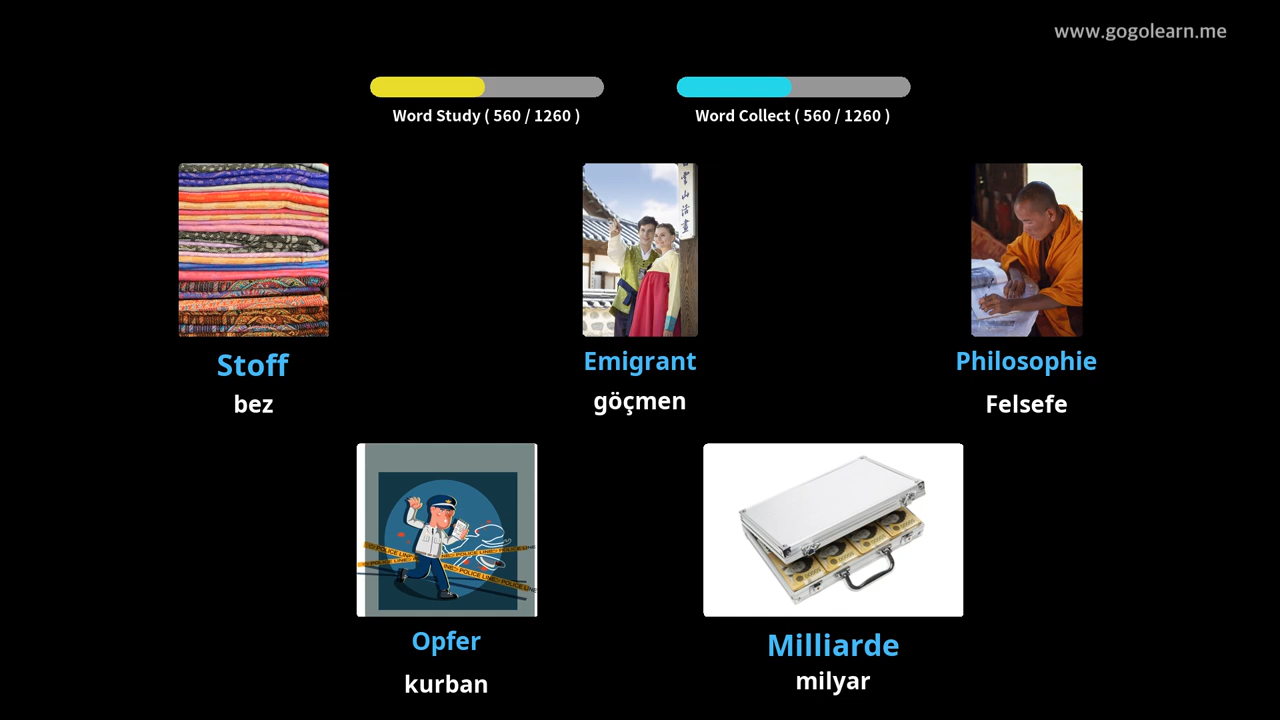 www.gogolearn.me
Word Study ( 560 / 1260 )
Word Collect ( 560 / 1260 )
Stoff
Emigrant
Philosophie
bez
göçmen
Felsefe
Opfer
Milliarde
kurban
milyar